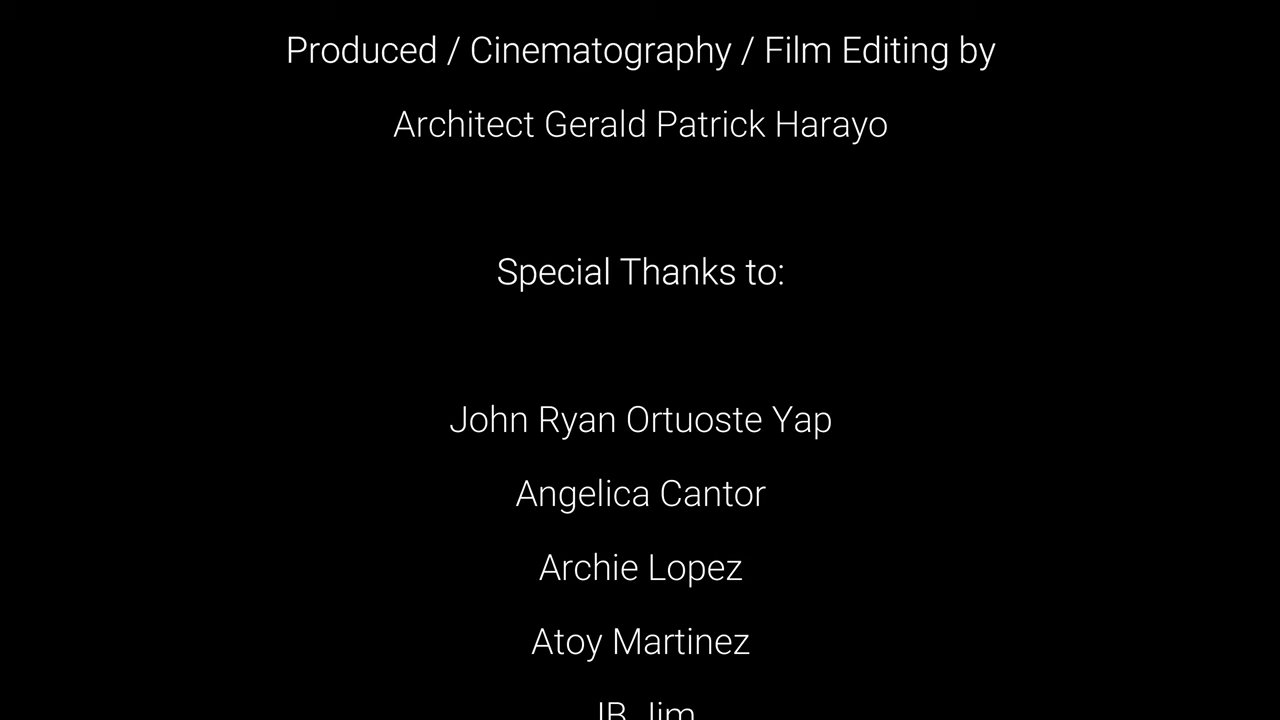 Produced / Cinematography / Film Editing by
Architect Gerald Patrick Harayo
Special Thanks to:
John Ryan Ortuoste Yap
Angelica Cantor
Archie Lopez
Atoy Martinez